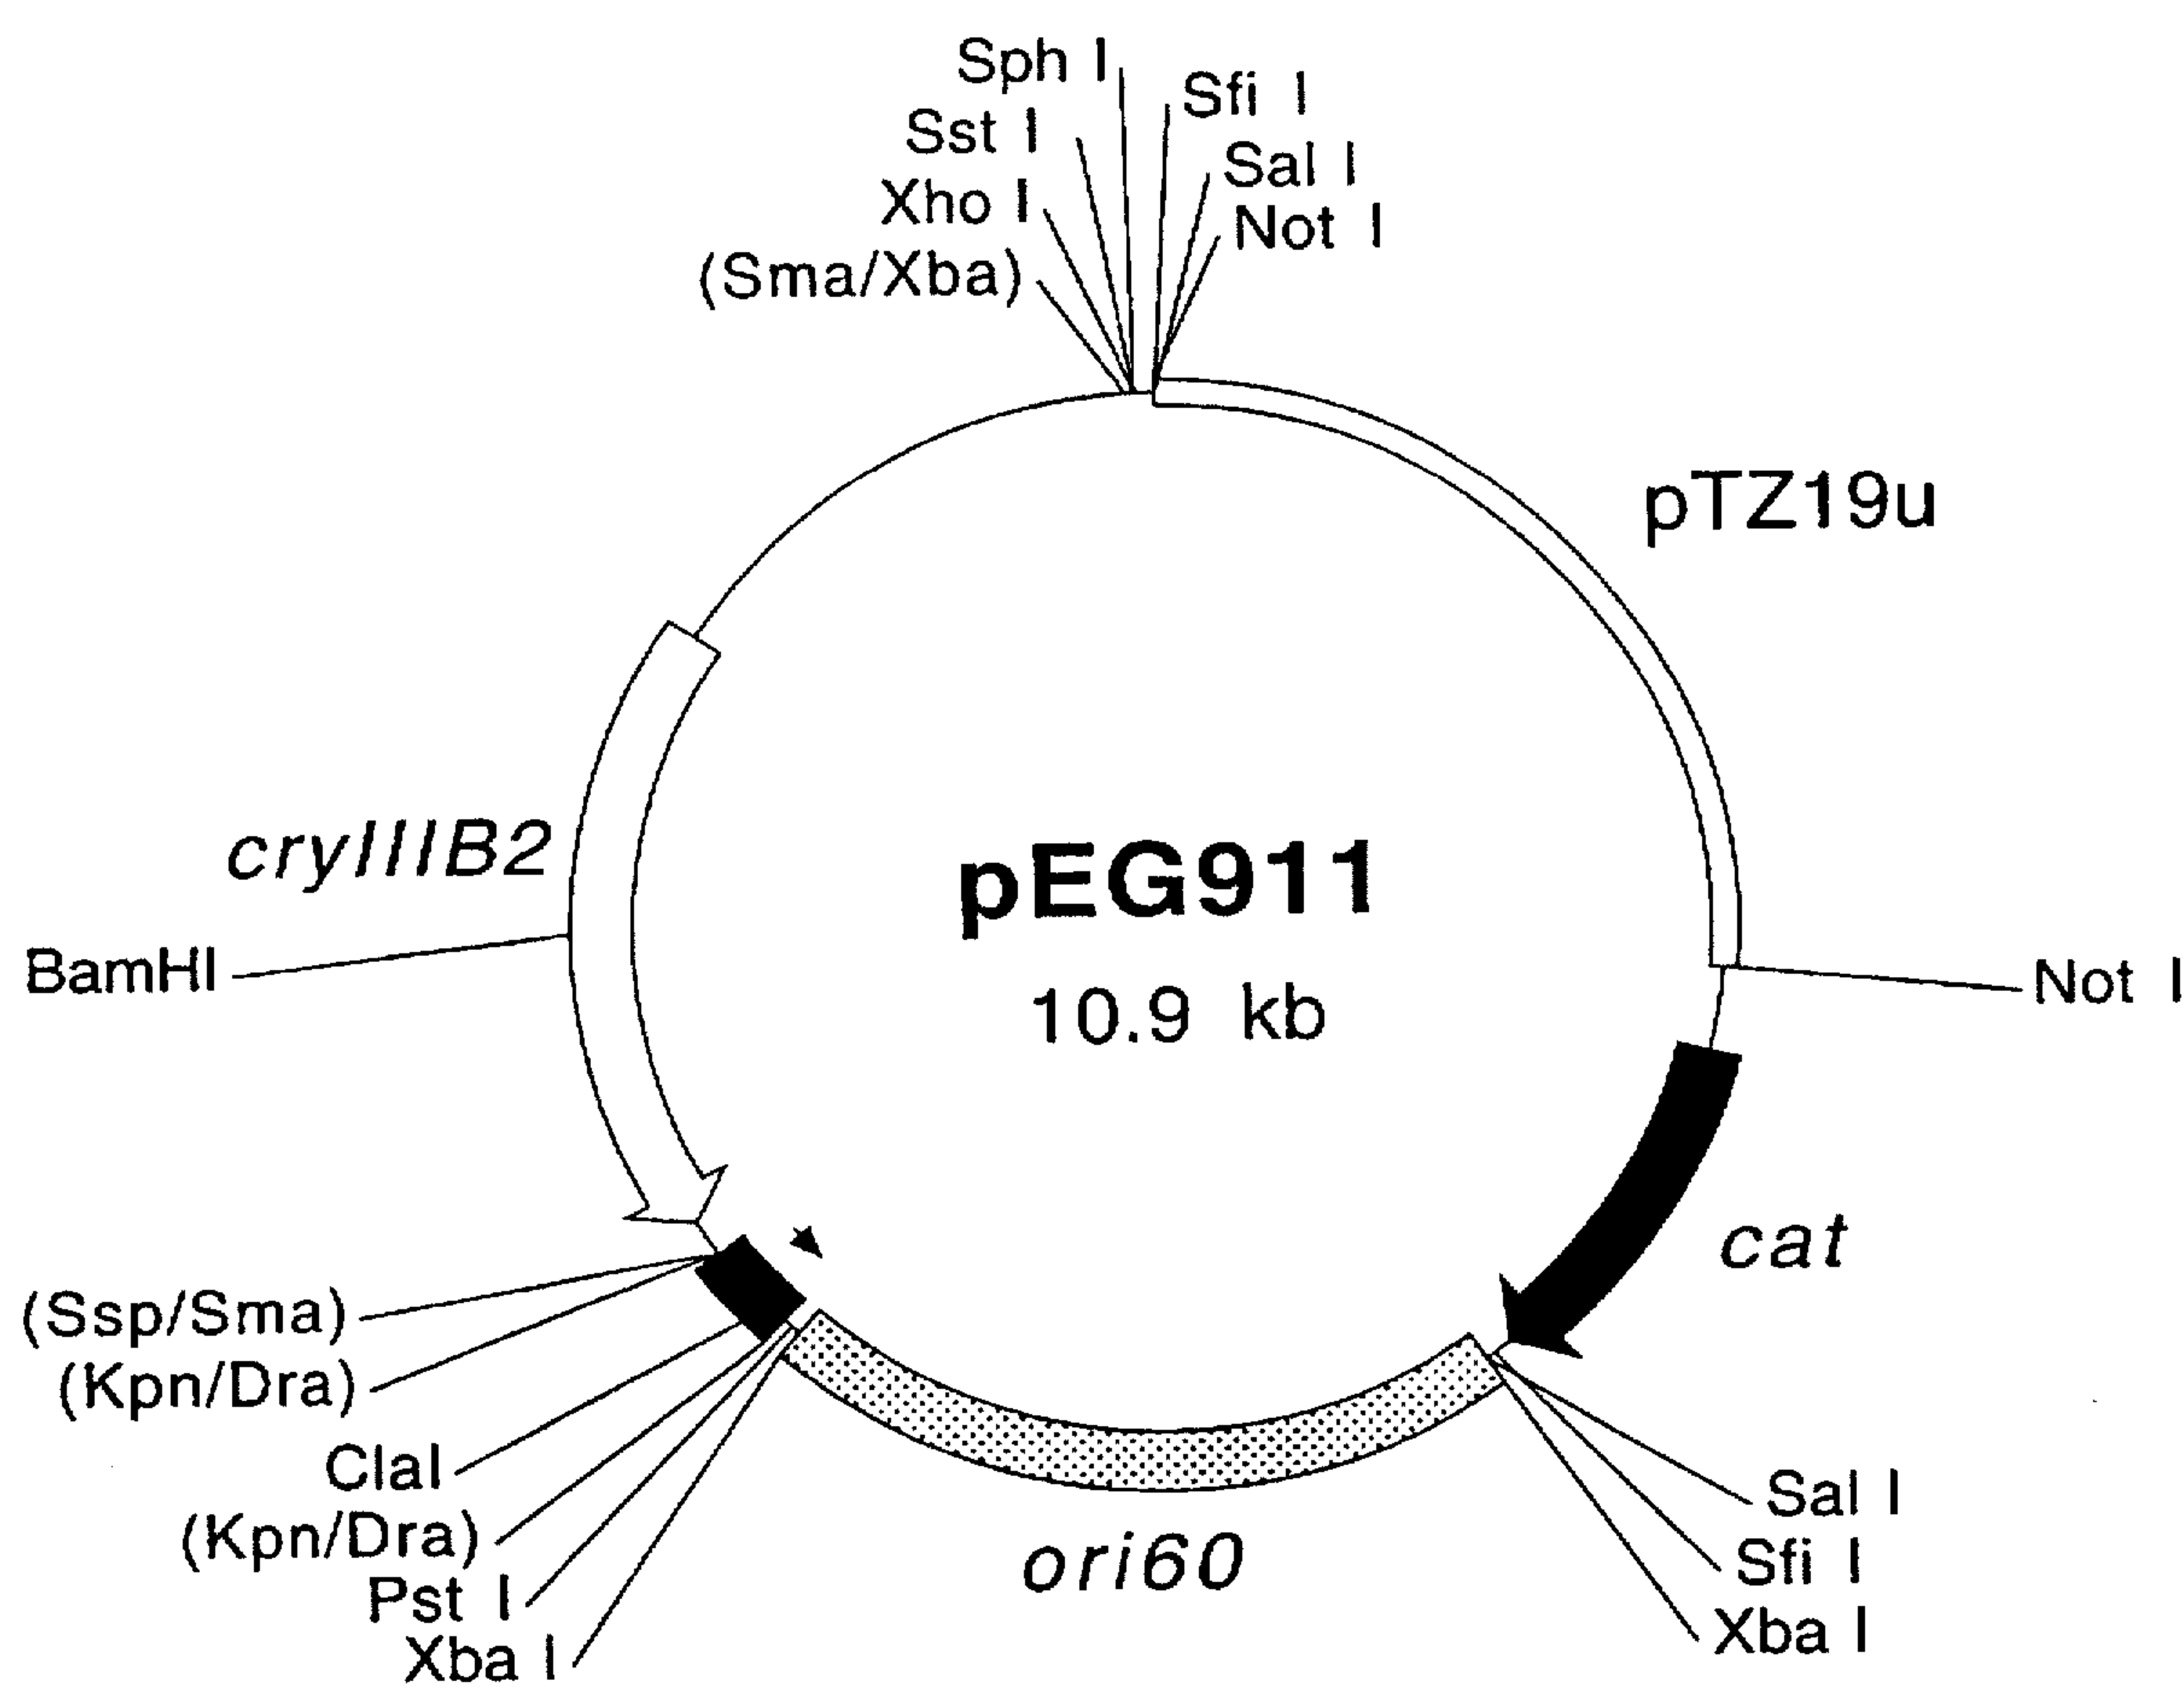 Sph I
Sfi I
Sst I
Sal I
Xho I
Not I
(Sma/Xba)
pTZ19u
cryIIIB2
pEG911
BamHI
Not I
10.9 kb
cat
(Ssp/Sma)
(Kpn/Dra)
ClaI
Sal I
(Kpn/Dra)
ori60
Sfi I
Pst I
Xba I
Xba I